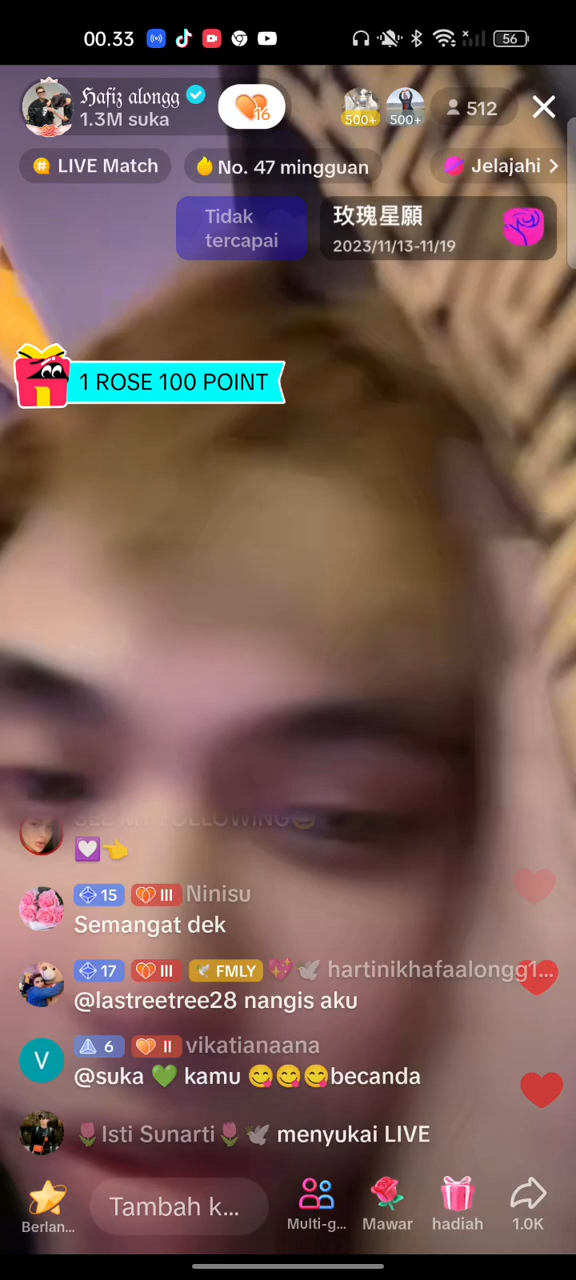 00.33
56
Hafiz alongg
1.3M suka
16
500+
500+
512
LIVE Match
No. 47 mingguan
Jelajahi >
Tidak
tercapai
玫瑰星願
2023/11/13-11/19
1 ROSE 100 POINT
SEE MY FOLLOWING😄
💟👈
15 III Ninisu
Semangat dek
17 III FMLY 💖🕊 hartinikhafaalongg1...
@lastreetree28 nangis aku
V
6 II vikatianaana
@suka 💚 kamu 😋😋😋becanda
🌷Isti Sunarti🌷🕊 menyukai LIVE
Berlan...
Tambah k...
Multi-g...
Mawar
hadiah
1.0K